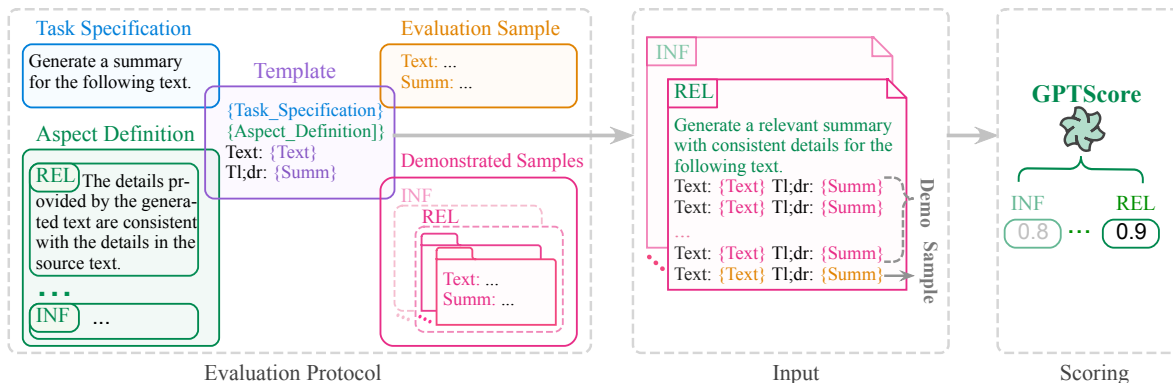 Task Specification
Generate a summary
for the following text.
Evaluation Sample
Text: ...
Summ: ...
Template
{Task_Specification}
{Aspect_Definition]}
Text: {Text}
Tl;dr: {Summ}
Aspect Definition
REL The details pr-
ovided by the genera-
ted text are consistent
with the details in the
source text.
...
INF ...
Demonstrated Samples
INF
REL
Text: ...
Summ: ...
Evaluation Protocol
INF
REL
Generate a relevant summary
with consistent details for the
following text.
Text: {Text} Tl;dr: {Summ}
Text: {Text} Tl;dr: {Summ}
...
Text: {Text} Tl;dr: {Summ}
Text: {Text} Tl;dr: {Summ}
Demo
Sample
Input
GPTScore
INF REL
0.8 ... 0.9
Scoring